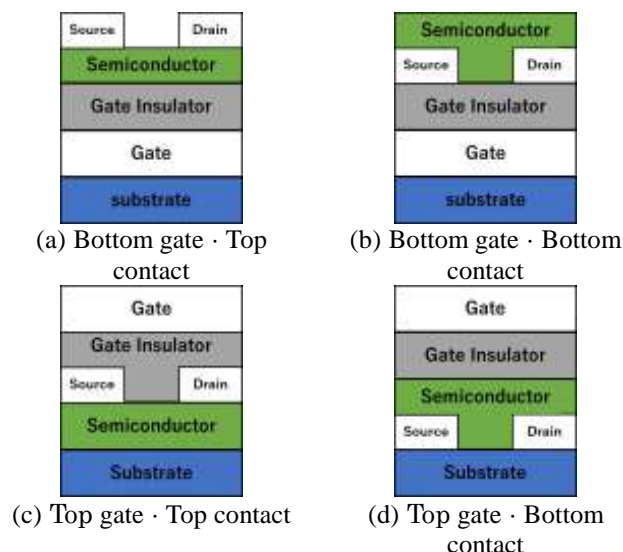 Source Drain
Semiconductor
Gate Insulator
Gate
substrate
(a) Bottom gate · Top
contact
Semiconductor
Source Drain
Gate Insulator
Gate
substrate
(b) Bottom gate · Bottom
contact
Gate
Gate Insulator
Source Drain
Semiconductor
Substrate
(c) Top gate · Top contact
Gate
Gate Insulator
Semiconductor
Source Drain
Substrate
(d) Top gate · Bottom
contact